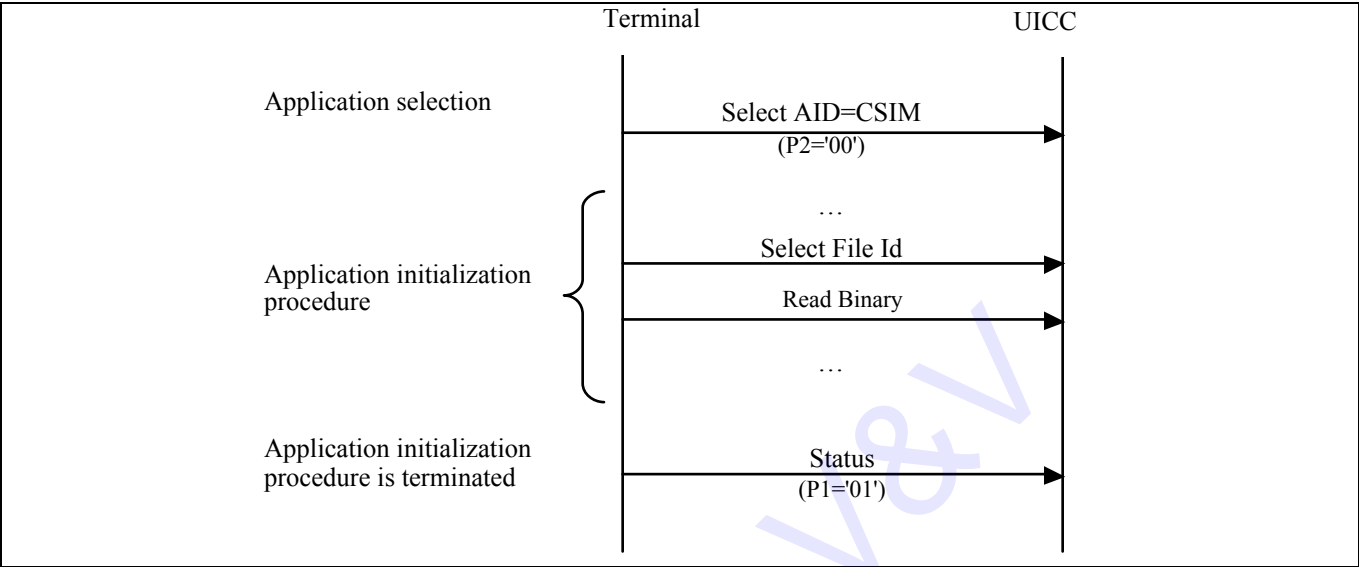 Terminal
UICC
Application selection
Select AID=CSIM
(P2='00')
…
Select File Id
Application initialization
procedure
Read Binary
…
Application initialization
procedure is terminated
Status
(P1='01')
V&V